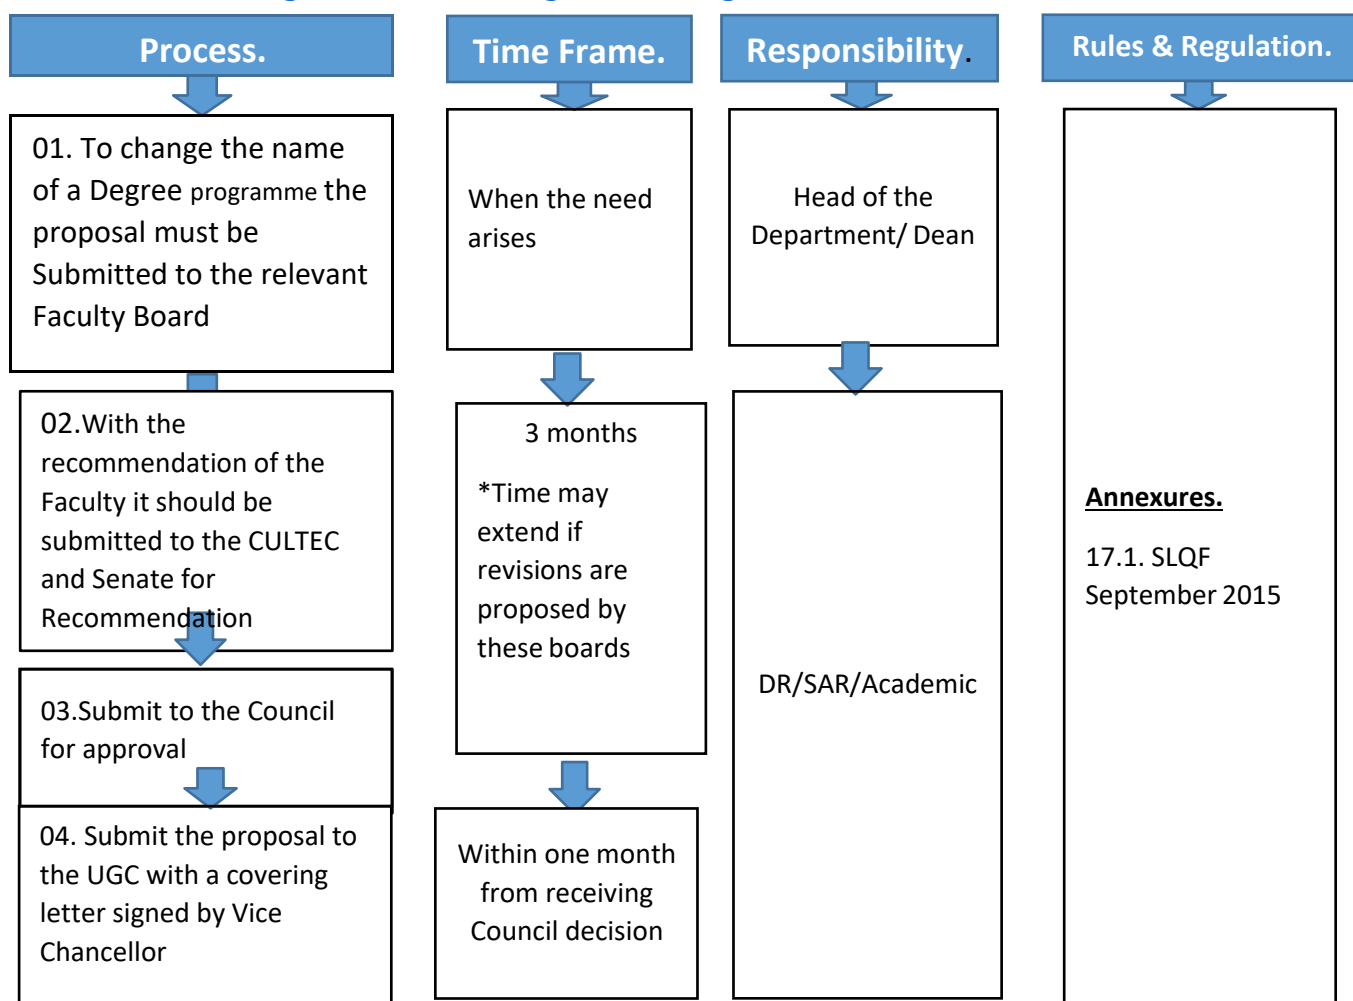 Process.
Time Frame.
Responsibility.
Rules & Regulation.
01. To change the name
of a Degree programme the
proposal must be
Submitted to the relevant
Faculty Board
When the need
arises
Head of the
Department/ Dean
02.With the
recommendation of the
Faculty it should be
submitted to the CULTEC
and Senate for
Recommendation
3 months
*Time may
extend if
revisions are
proposed by
these boards
DR/SAR/Academic
Annexures.
17.1. SLQF
September 2015
03.Submit to the Council
for approval
04. Submit the proposal to
the UGC with a covering
letter signed by Vice
Chancellor
Within one month
from receiving
Council decision